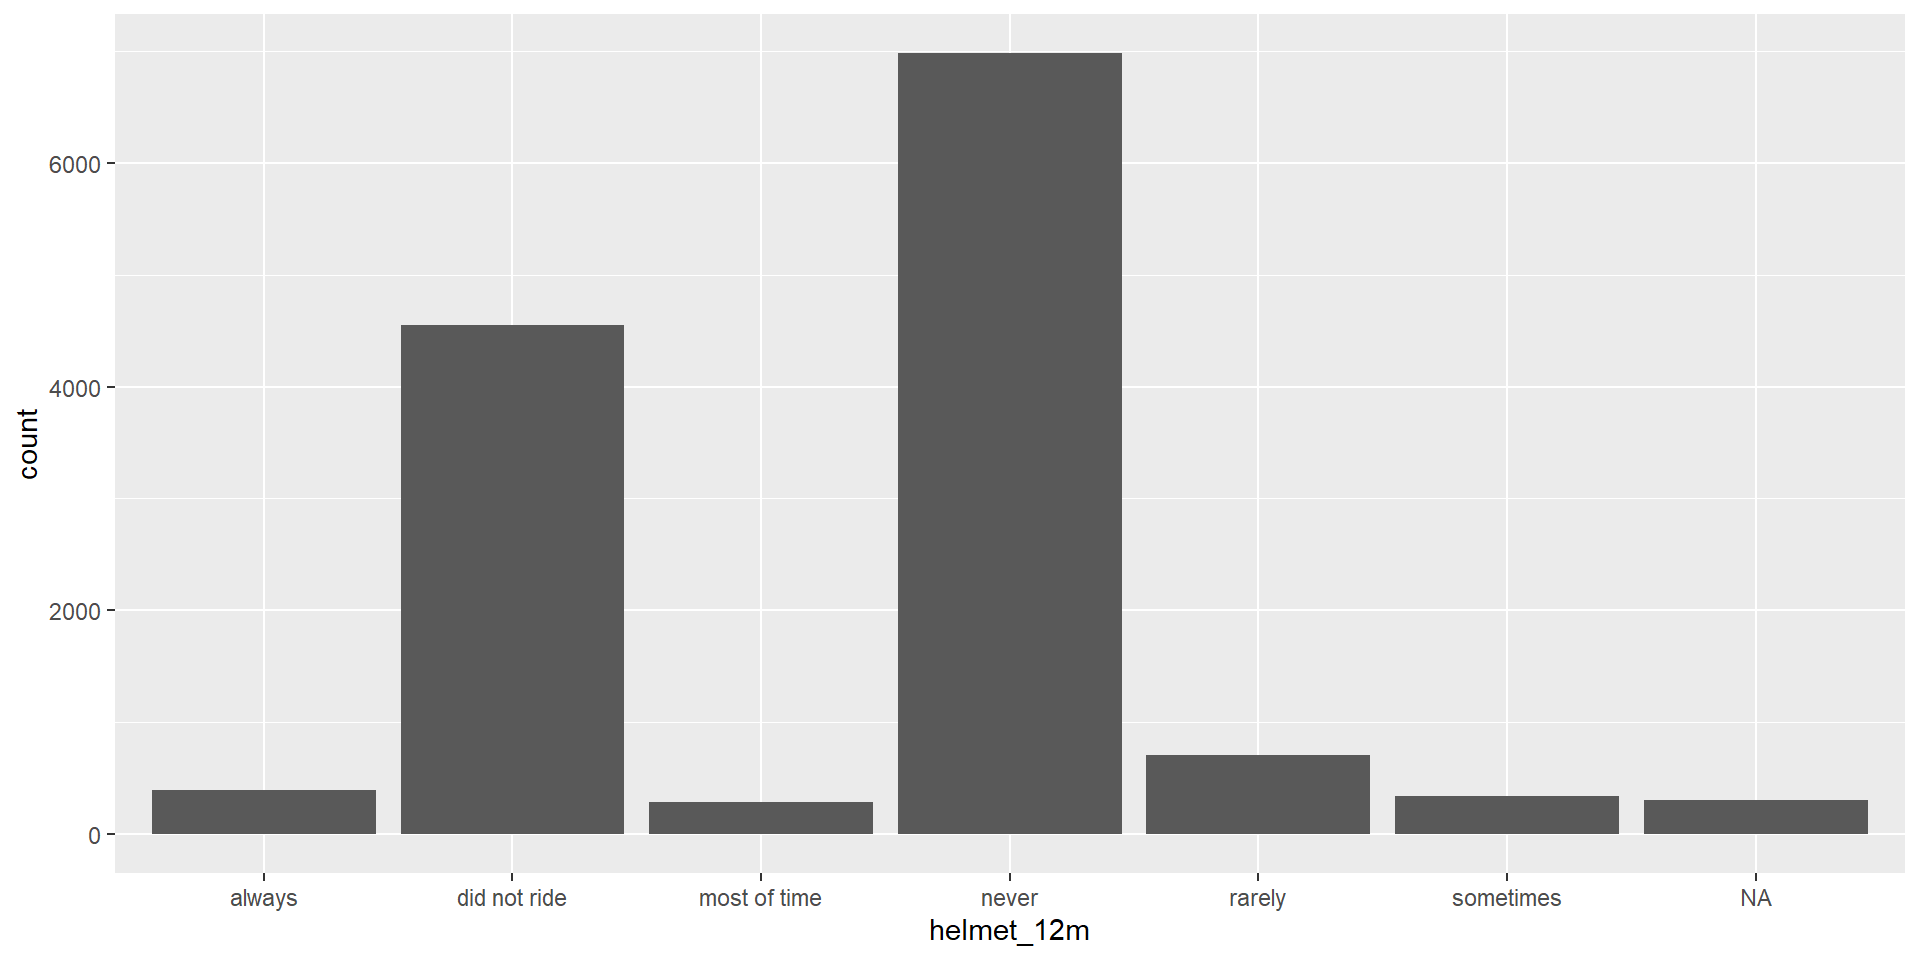 6000
4000
2000
0
count
always did not ride most of time never rarely sometimes NA
helmet_12m